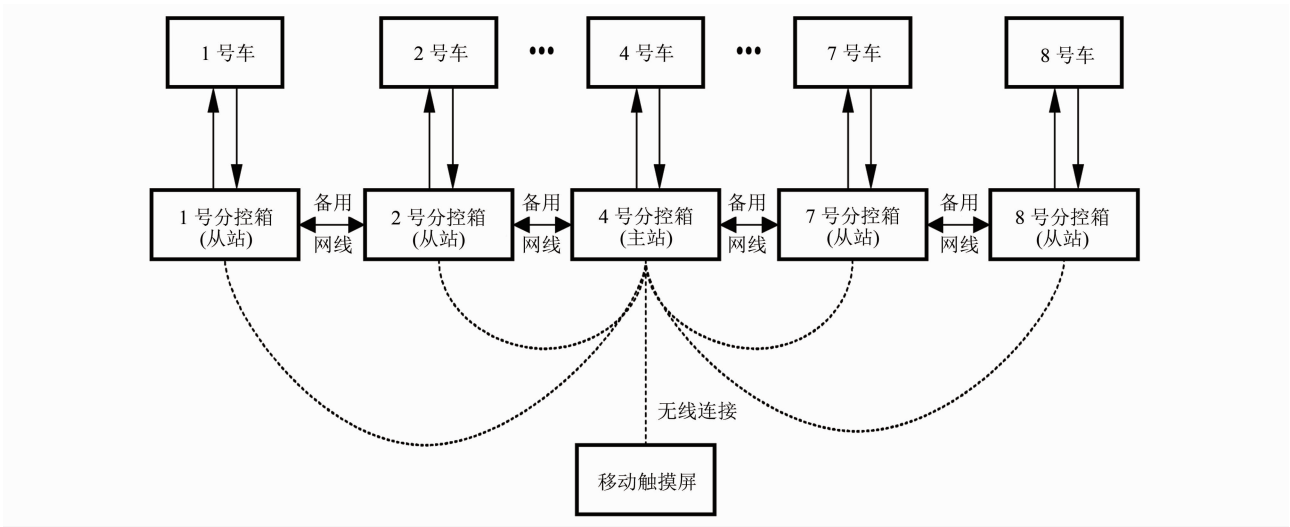 1 号车
2 号车
•••
4 号车
•••
7 号车
8 号车
1 号分控箱
(从站)
备用
网线
2 号分控箱
(从站)
备用
网线
4 号分控箱
(主站)
备用
网线
7 号分控箱
(从站)
备用
网线
8 号分控箱
(从站)
无线连接
移动触摸屏